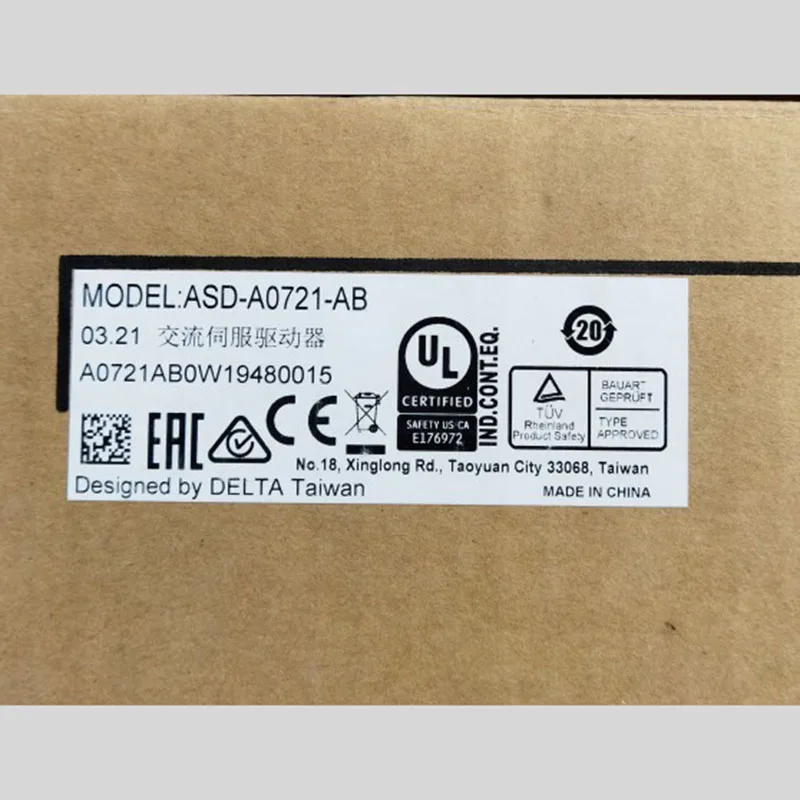 MODEL:ASD-A0721-AB
03.21 交流伺服驱动器
A0721AB0W19480015
EAC
CE
UL
CERTIFIED
SAFETY US·CA
E176972
IND.CONT.EQ.
20
TÜV
Rheinland
Product Safety
BAUART
GEPRÜFT
TYPE
APPROVED
No.18, Xinglong Rd., Taoyuan City 33068, Taiwan
Designed by DELTA Taiwan
MADE IN CHINA